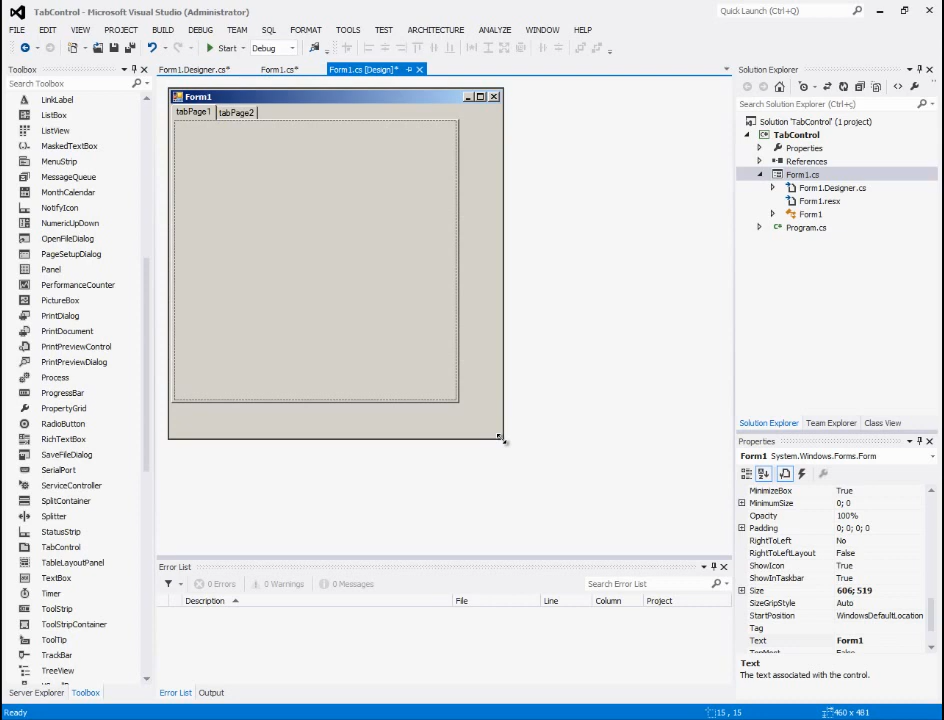 TabControl - Microsoft Visual Studio (Administrator)
Quick Launch (Ctrl+Q)
FILE EDIT VIEW PROJECT BUILD DEBUG TEAM SQL FORMAT TOOLS TEST ARCHITECTURE ANALYZE WINDOW HELP
Start Debug
Toolbox
Search Toolbox
LinkLabel
ListBox
ListView
MaskedTextBox
MenuStrip
MessageQueue
MonthCalendar
NotifyIcon
NumericUpDown
OpenFileDialog
PageSetupDialog
Panel
PerformanceCounter
PictureBox
PrintDialog
PrintDocument
PrintPreviewControl
PrintPreviewDialog
Process
ProgressBar
PropertyGrid
RadioButton
RichTextBox
SaveFileDialog
SerialPort
ServiceController
SplitContainer
Splitter
StatusStrip
TabControl
TableLayoutPanel
TextBox
Timer
ToolStrip
ToolStripContainer
ToolTip
TrackBar
TreeView
Server Explorer Toolbox
Form1.Designer.cs* Form1.cs* Form1.cs [Design]*
Form1
tabPage1 tabPage2
Error List
0 Errors 0 Warnings 0 Messages Search Error List
Description File Line Column Project
Error List Output
Solution Explorer
Search Solution Explorer (Ctrl+ç)
Solution 'TabControl' (1 project)
TabControl
Properties
References
Form1.cs
Form1.Designer.cs
Form1.resx
Form1
Program.cs
Solution Explorer Team Explorer Class View
Properties
Form1 System.Windows.Forms.Form
MinimizeBox True
MinimumSize 0; 0
Opacity 100%
Padding 0; 0; 0; 0
RightToLeft No
RightToLeftLayout False
ShowIcon True
ShowInTaskbar True
Size 606; 519
SizeGripStyle Auto
StartPosition WindowsDefaultLocation
Tag
Text Form1
TopMost False
Text
The text associated with the control.
Ready 15, 15 460 x 481